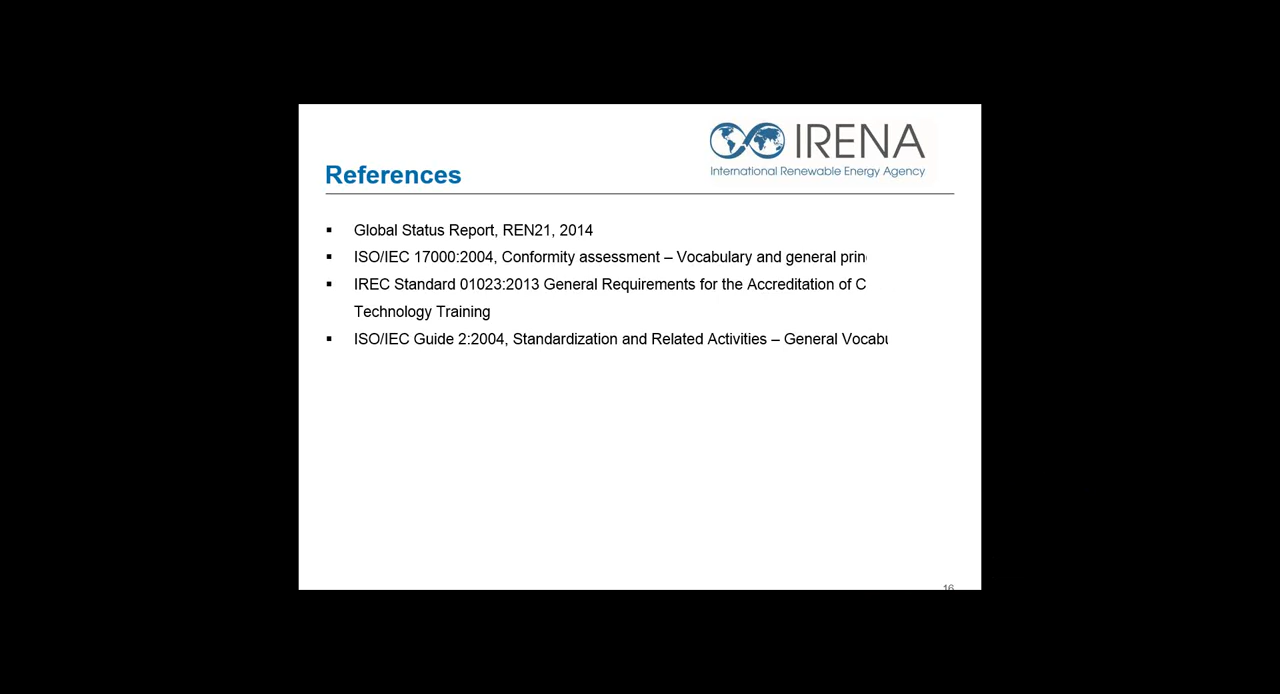 IRENA
International Renewable Energy Agency
References
▪ Global Status Report, REN21, 2014
▪ ISO/IEC 17000:2004, Conformity assessment – Vocabulary and general
▪ IREC Standard 01023:2013 General Requirements for the Accreditation of C
Technology Training
▪ ISO/IEC Guide 2:2004, Standardization and Related Activities – General
16